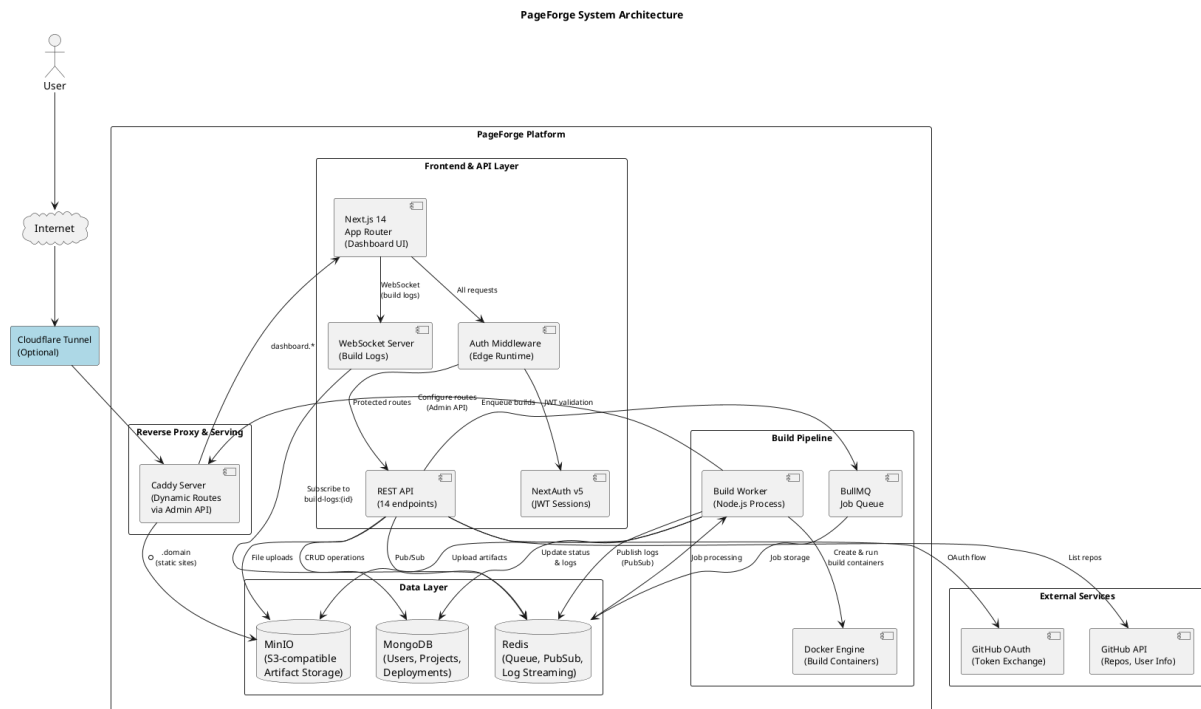 PageForge System Architecture
User
PageForge Platform
Frontend & API Layer
Next.js 14
App Router
(Dashboard UI)
Internet
WebSocket
(build logs)
All requests
Cloudflare Tunnel
(Optional)
dashboard.*
WebSocket Server
(Build Logs)
Auth Middleware
(Edge Runtime)
Protected routes
Configure routes
(Admin API)
Enqueue builds
JWT validation
Reverse Proxy & Serving
Build Pipeline
Caddy Server
(Dynamic Routes
via Admin API)
Subscribe to
build-logs:{id}
REST API
(14 endpoints)
NextAuth v5
(JWT Sessions)
Build Worker
(Node.js Process)
BullMQ
Job Queue
.domain
(static sites)
File uploads
CRUD operations
Pub/Sub
Upload artifacts
Update status
& logs
Publish logs
(PubSub)
Job processing
Job storage
Create & run
build containers
OAuth flow
List repos
Data Layer
External Services
MinIO
(S3-compatible
Artifact Storage)
MongoDB
(Users, Projects,
Deployments)
Redis
(Queue, PubSub,
Log Streaming)
Docker Engine
(Build Containers)
GitHub OAuth
(Token Exchange)
GitHub API
(Repos, User Info)